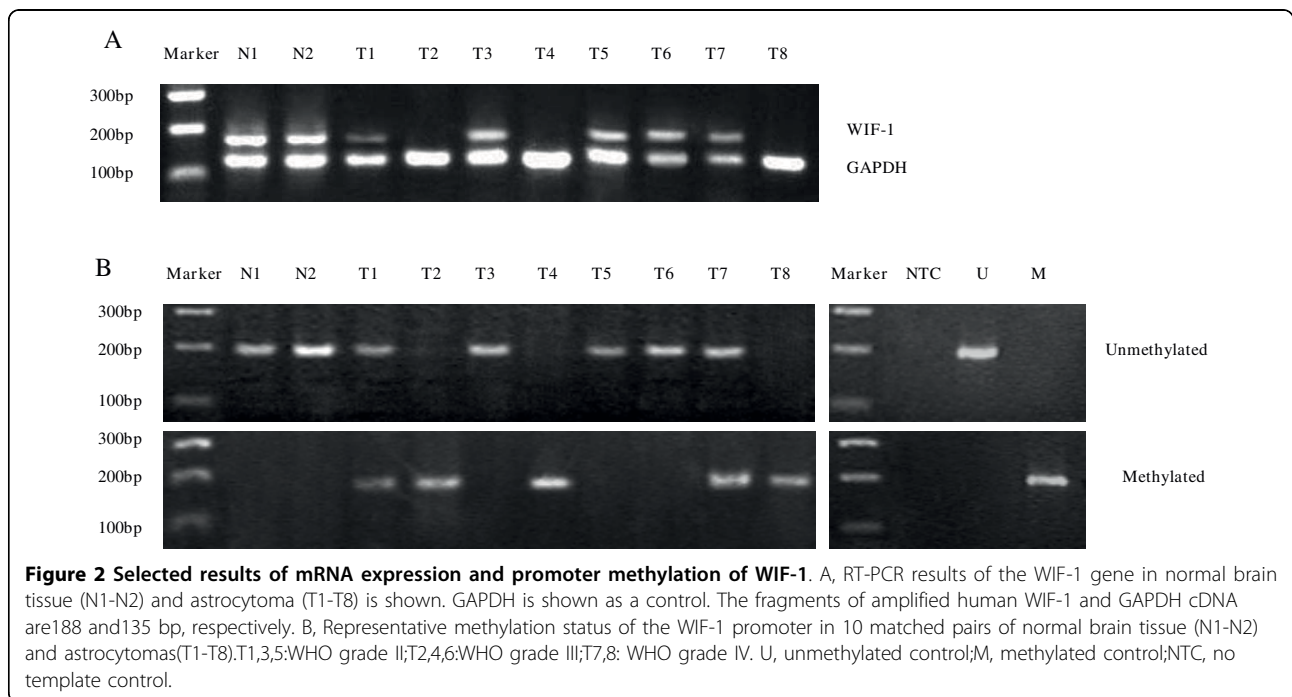 A
Marker N1 N2 T1 T2 T3 T4 T5 T6 T7 T8
300bp
200bp
WIF-1
GAPDH
100bp
B
Marker N1 N2 T1 T2 T3 T4 T5 T6 T7 T8 Marker NTC U M
300bp
200bp
Unmethylated
100bp
300bp
200bp
Methylated
100bp
Figure 2 Selected results of mRNA expression and promoter methylation of WIF-1. A, RT-PCR results of the WIF-1 gene in normal brain
tissue (N1-N2) and astrocytoma (T1-T8) is shown. GAPDH is shown as a control. The fragments of amplified human WIF-1 and GAPDH cDNA
are188 and135 bp, respectively. B, Representative methylation status of the WIF-1 promoter in 10 matched pairs of normal brain tissue (N1-N2)
and astrocytomas(T1-T8).T1,3,5:WHO grade II;T2,4,6:WHO grade III;T7,8: WHO grade IV. U, unmethylated control;M, methylated control;NTC, no
template control.